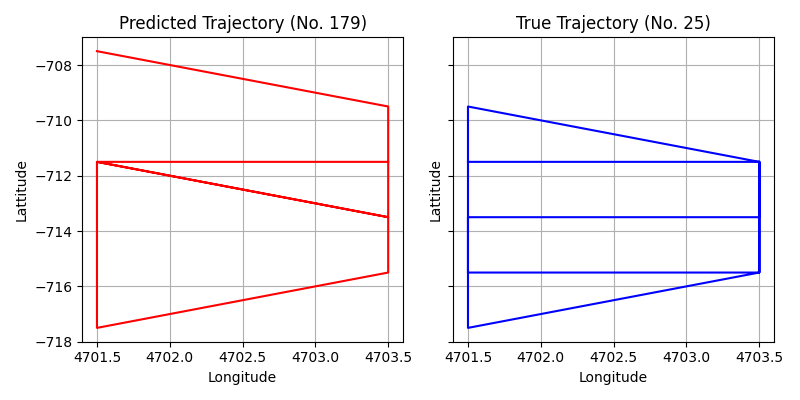 Predicted Trajectory (No. 179)
True Trajectory (No. 25)
−708
−710
−712
−714
−716
−718
Lattitude
Lattitude
4701.5 4702.0 4702.5 4703.0 4703.5
4701.5 4702.0 4702.5 4703.0 4703.5
Longitude
Longitude